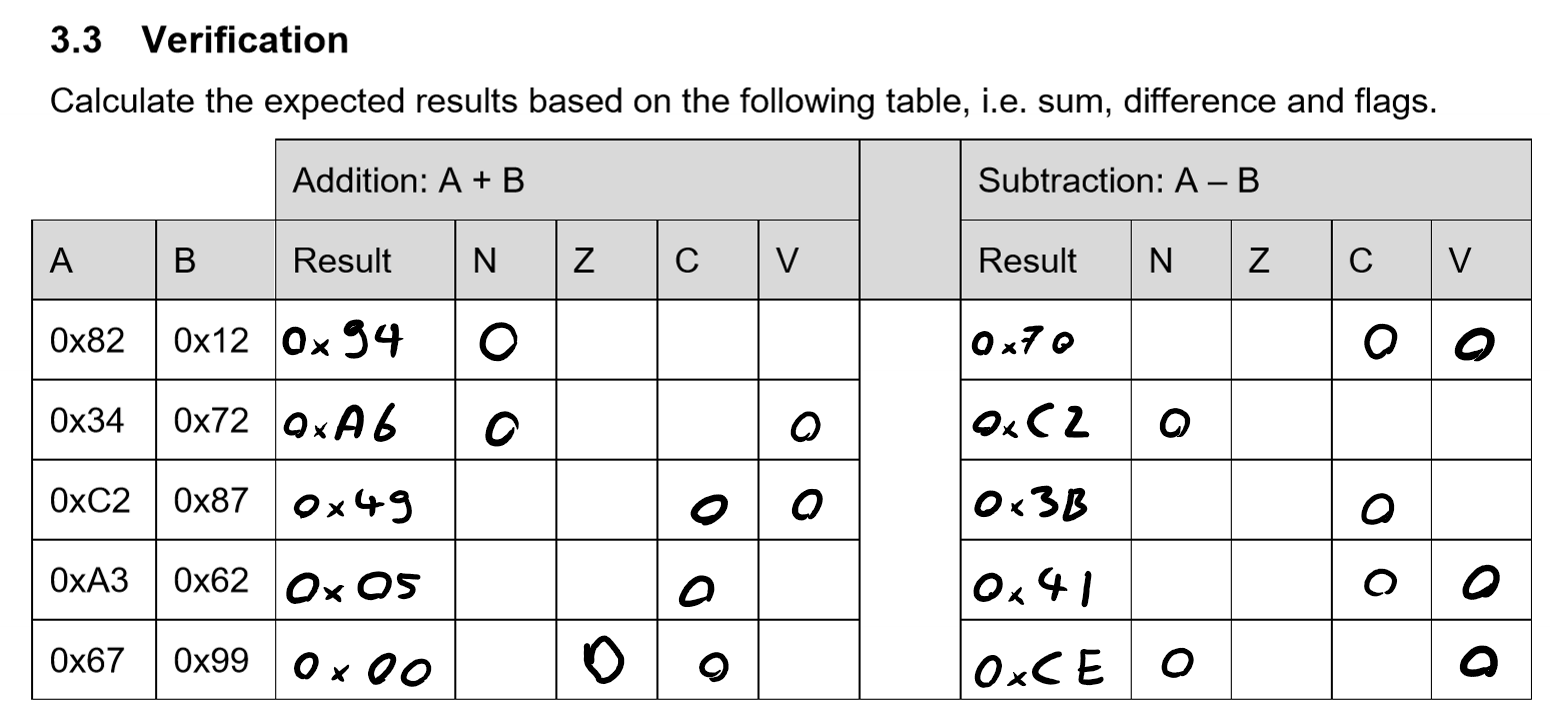 3.3 Verification
Calculate the expected results based on the following table, i.e. sum, difference and flags.
Addition: A + B Subtraction: A – B
A B Result N Z C V Result N Z C V
0x82 0x12 0x94 0 0x70 0 0
0x34 0x72 0xA6 0 0 0xC2 0
0xC2 0x87 0x49 0 0 0x3B 0
0xA3 0x62 0x05 0 0x41 0 0
0x67 0x99 0x00 0 0 0xCE 0 0